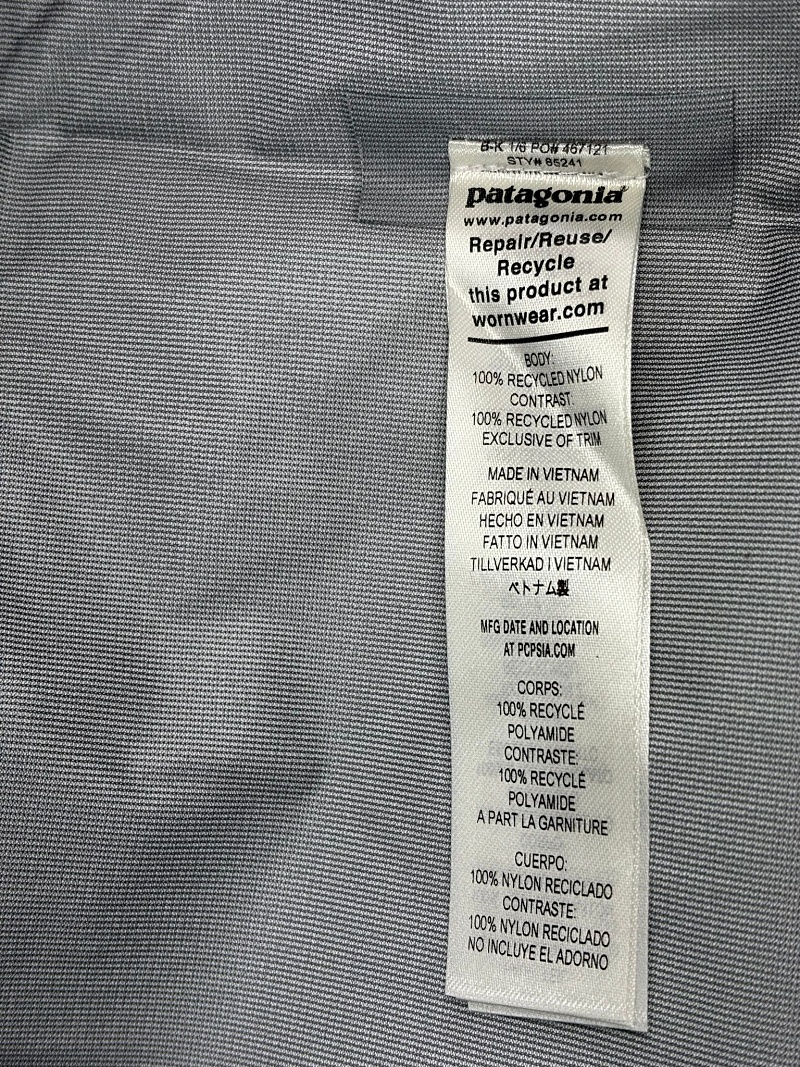 B-K 1/6 PO# 467121
STY# 85241
patagonia®
www.patagonia.com
Repair/Reuse/
Recycle
this product at
wornwear.com
BODY:
100% RECYCLED NYLON
CONTRAST:
100% RECYCLED NYLON
EXCLUSIVE OF TRIM
MADE IN VIETNAM
FABRIQUÉ AU VIETNAM
HECHO EN VIETNAM
FATTO IN VIETNAM
TILLVERKAD I VIETNAM
ベトナム製
MFG DATE AND LOCATION
AT PCPSIA.COM
CORPS:
100% RECYCLÉ
POLYAMIDE
CONTRASTE:
100% RECYCLÉ
POLYAMIDE
A PART LA GARNITURE
CUERPO:
100% NYLON RECICLADO
CONTRASTE:
100% NYLON RECICLADO
NO INCLUYE EL ADORNO